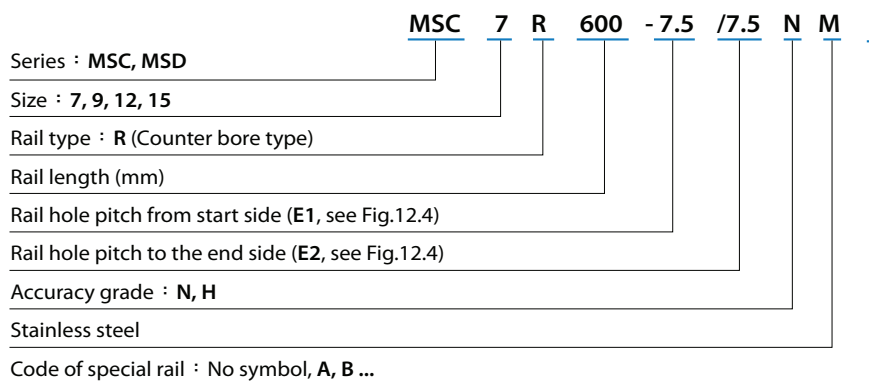 MSC 7 R 600 - 7.5 /7.5 N M
Series：MSC, MSD
Size：7, 9, 12, 15
Rail type：R (Counter bore type)
Rail length (mm)
Rail hole pitch from start side (E1, see Fig.12.4)
Rail hole pitch to the end side (E2, see Fig.12.4)
Accuracy grade：N, H
Stainless steel
Code of special rail：No symbol, A, B ...